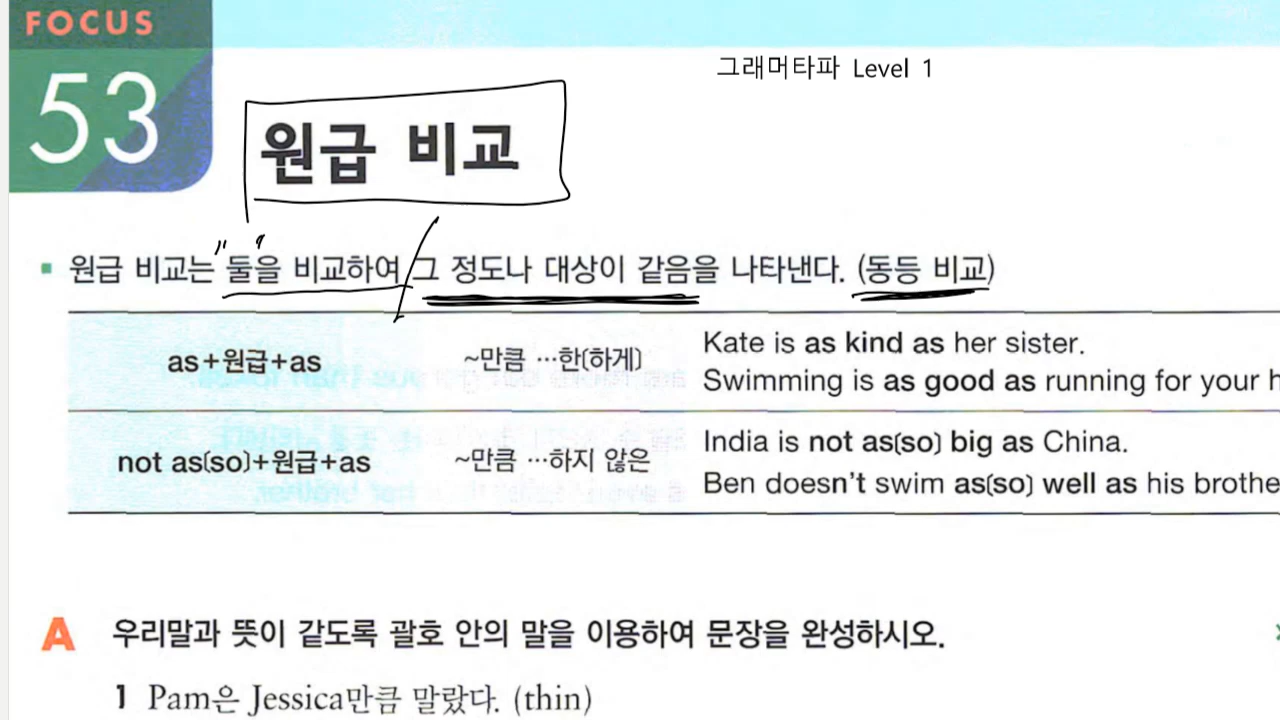 FOCUS
53
그래머타파 Level 1
원급 비교
▪ 원급 비교는 "둘"을 비교하여 그 정도나 대상이 같음을 나타낸다. (동등 비교)
as+원급+as ~만큼 …한(하게) Kate is as kind as her sister.
Swimming is as good as running for your h
not as(so)+원급+as ~만큼 …하지 않은 India is not as(so) big as China.
Ben doesn't swim as(so) well as his brothe
A 우리말과 뜻이 같도록 괄호 안의 말을 이용하여 문장을 완성하시오.
1 Pam은 Jessica만큼 말랐다. (thin)